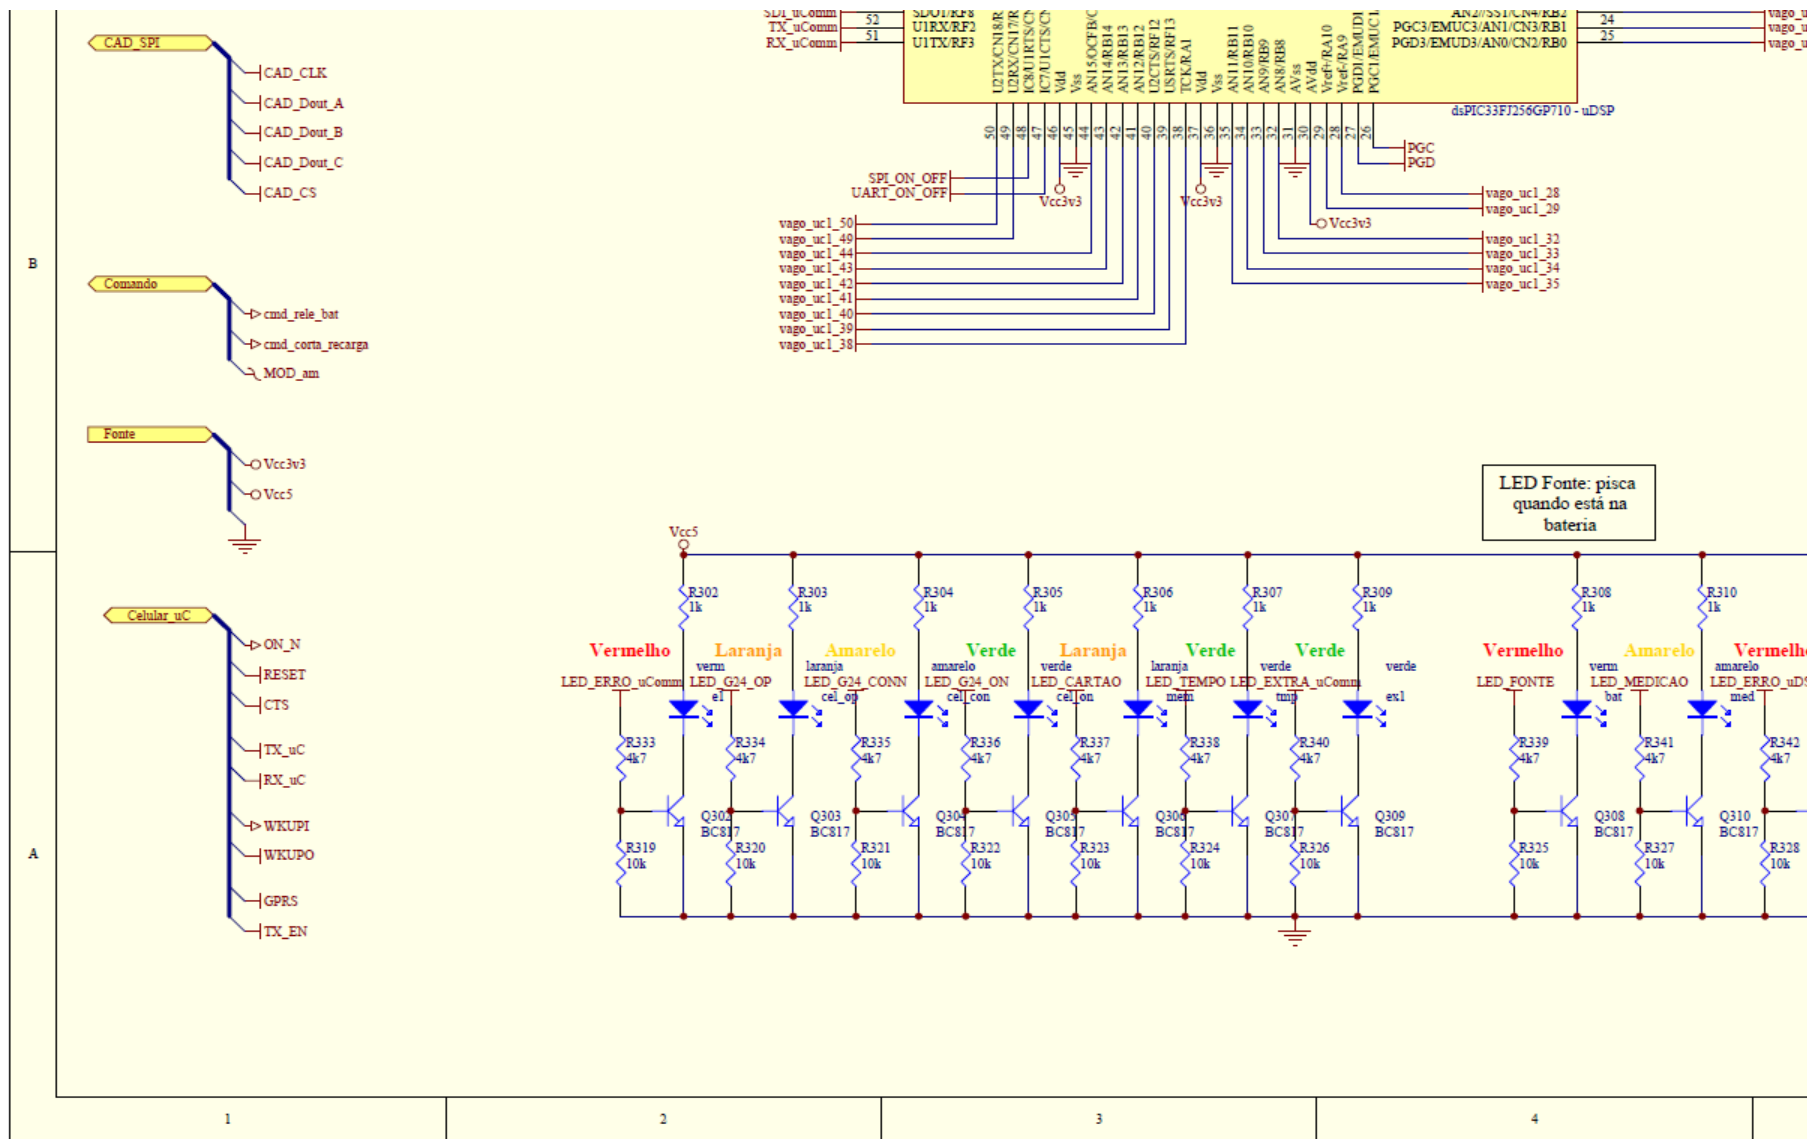 SDI_uComm
TX_uComm
RX_uComm
52
51
SDO1/RF8
U1RX/RF2
U1TX/RF3
AN2//SS1/CN4/RB2
PGC3/EMUC3/AN1/CN3/RB1
PGD3/EMUD3/AN0/CN2/RB0
24
25
vago_u
vago_u
vago_u
U2TX/CN18/R
U2RX/CN17/R
IC8/U1RTS/CN
IC7/U1CTS/CN
Vdd
Vss
AN15/OCFB/C
AN14/RB14
AN13/RB13
AN12/RB12
U2CTS/RF12
USRTS/RF13
TCK/RA1
Vdd
Vss
AN11/RB11
AN10/RB10
AN9/RB9
AN8/RB8
AVss
AVdd
Vref+/RA10
Vref-/RA9
PGD1/EMUD1
PGC1/EMUC1
dsPIC33FJ256GP710 - uDSP
50
49
48
47
46
45
44
43
42
41
40
39
38
37
36
35
34
33
32
31
30
29
28
27
26
PGC
PGD
SPI_ON_OFF
UART_ON_OFF
Vcc3v3
Vcc3v3
Vcc3v3
vago_uc1_28
vago_uc1_29
vago_uc1_32
vago_uc1_33
vago_uc1_34
vago_uc1_35
vago_uc1_50
vago_uc1_49
vago_uc1_44
vago_uc1_43
vago_uc1_42
vago_uc1_41
vago_uc1_40
vago_uc1_39
vago_uc1_38
CAD_SPI
CAD_CLK
CAD_Dout_A
CAD_Dout_B
CAD_Dout_C
CAD_CS
B
Comando
cmd_rele_bat
cmd_corta_recarga
MOD_am
Fonte
Vcc3v3
Vcc5
Celular_uC
ON_N
RESET
CTS
TX_uC
RX_uC
WKUPI
WKUPO
GPRS
TX_EN
A
LED Fonte: pisca
quando está na
bateria
Vcc5
R302
1k
R303
1k
R304
1k
R305
1k
R306
1k
R307
1k
R309
1k
R308
1k
R310
1k
Vermelho
Laranja
Amarelo
Verde
Laranja
Verde
Verde
Vermelho
Amarelo
Vermelho
verm
laranja
amarelo
verde
laranja
verde
verde
verm
amarelo
LED_ERRO_uComm
LED_G24_OP
LED_G24_CONN
LED_G24_ON
LED_CARTAO
LED_TEMPO
LED_EXTRA_uComm
LED_FONTE
LED_MEDICAO
LED_ERRO_uDS
e1
cel_op
cel_con
cel_on
mem
tmp
ex1
bat
med
R333
4k7
R334
4k7
R335
4k7
R336
4k7
R337
4k7
R338
4k7
R340
4k7
R339
4k7
R341
4k7
R342
4k7
Q302
BC817
Q303
BC817
Q304
BC817
Q305
BC817
Q306
BC817
Q307
BC817
Q309
BC817
Q308
BC817
Q310
BC817
R319
10k
R320
10k
R321
10k
R322
10k
R323
10k
R324
10k
R326
10k
R325
10k
R327
10k
R328
10k
1
2
3
4